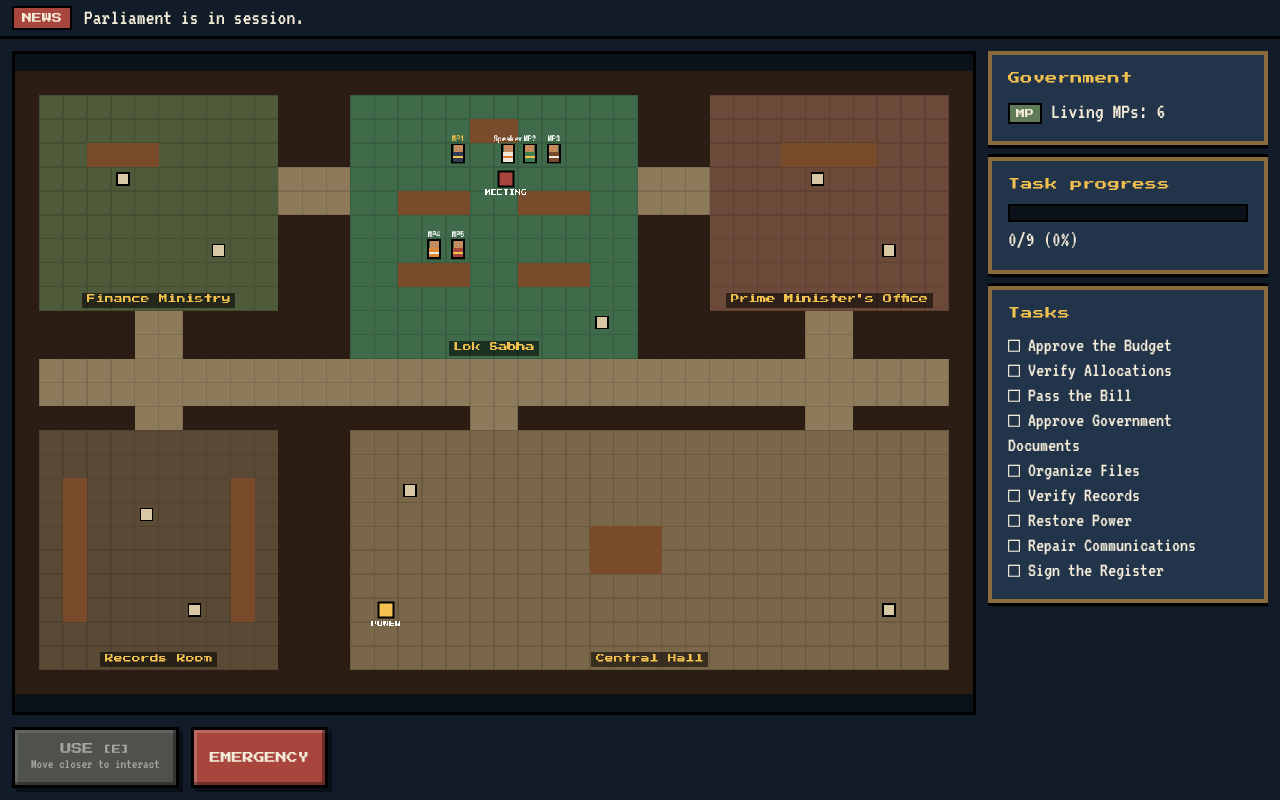 NEWS Parliament is in session.
Government
MP Living MPs: 6
Task progress
0/9 (0%)
Tasks
Approve the Budget
Verify Allocations
Pass the Bill
Approve Government
Documents
Organize Files
Verify Records
Restore Power
Repair Communications
Sign the Register
MP1 Speaker MP2 MP3
MEETING
MP4 MP5
Finance Ministry
Prime Minister's Office
Lok Sabha
POWER
Records Room
Central Hall
USE [E]
Move closer to interact
EMERGENCY